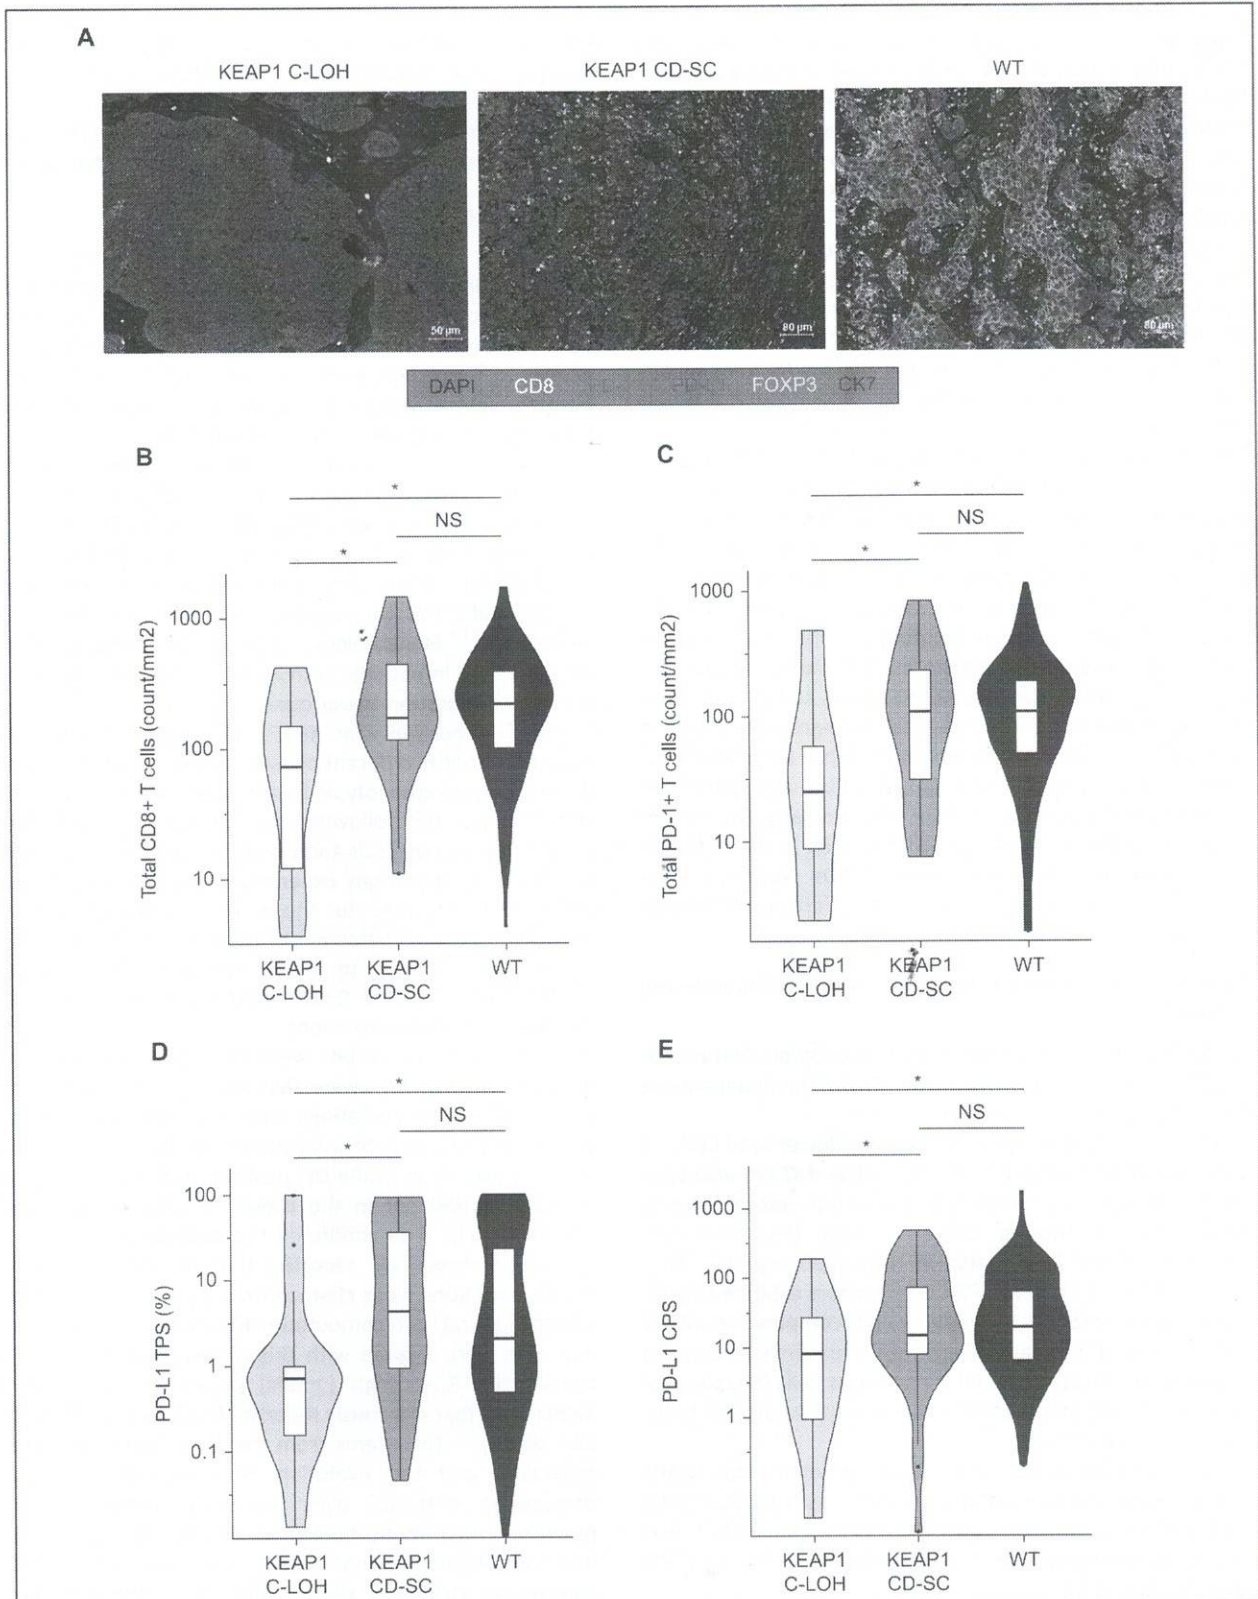 A
KEAP1 C-LOH
KEAP1 CD-SC
WT
50 µm
80 µm
80 µm
DAPI CD8 PD-L1 FOXP3 CK7
B
*
NS
*
Total CD8+ T cells (count/mm2)
1000
100
10
KEAP1
C-LOH
KEAP1
CD-SC
WT
C
*
NS
*
Total PD-1+ T cells (count/mm2)
1000
100
10
KEAP1
C-LOH
KEAP1
CD-SC
WT
D
*
NS
*
PD-L1 TPS (%)
100
10
1
0.1
KEAP1
C-LOH
KEAP1
CD-SC
WT
E
*
NS
*
PD-L1 CPS
1000
100
10
1
KEAP1
C-LOH
KEAP1
CD-SC
WT